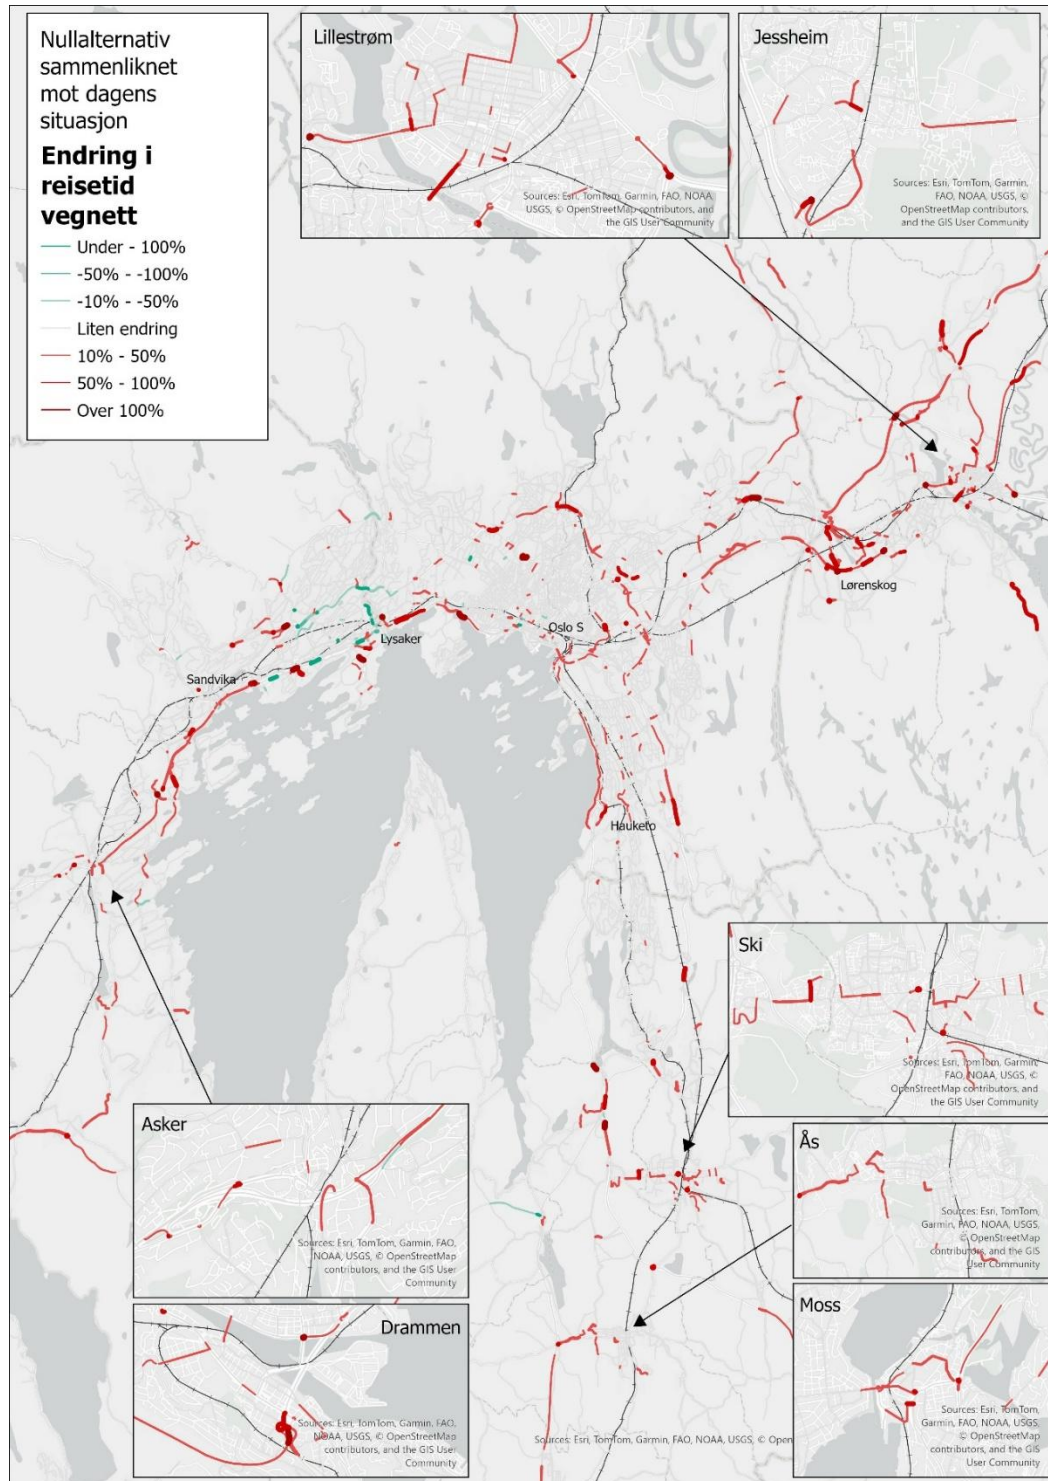 Nullalternativ
sammenliknet
mot dagens
situasjon
Endring i
reisetid
vegnett
Under - 100%
-50% - -100%
-10% - -50%
Liten endring
10% - 50%
50% - 100%
Over 100%
Lillestrøm
Sources: Esri, TomTom, Garmin, FAO, NOAA,
USGS, © OpenStreetMap contributors, and
the GIS User Community
Jessheim
Sources: Esri, TomTom, Garmin,
FAO, NOAA, USGS, ©
OpenStreetMap contributors,
and the GIS User Community
Lørenskog
Lysaker
Oslo S
Sandvika
Hauketo
Ski
Sources: Esri, TomTom, Garmin,
FAO, NOAA, USGS, ©
OpenStreetMap contributors, and
the GIS User Community
Asker
Sources: Esri, TomTom, Garmin, FAO,
NOAA, USGS, © OpenStreetMap
contributors, and the GIS User
Community
Ås
Sources: Esri, TomTom,
Garmin, FAO, NOAA, USGS,
© OpenStreetMap
contributors, and the GIS
User Community
Drammen
Sources: Esri, TomTom, Garmin, FAO,
NOAA, USGS, © OpenStreetMap
contributors, and the GIS User
Community
Moss
Sources: Esri, TomTom,
Garmin, FAO, NOAA, USGS,
© OpenStreetMap
contributors, and the GIS
User Community
Sources: Esri, TomTom, Garmin, FAO, NOAA, USGS, © Open